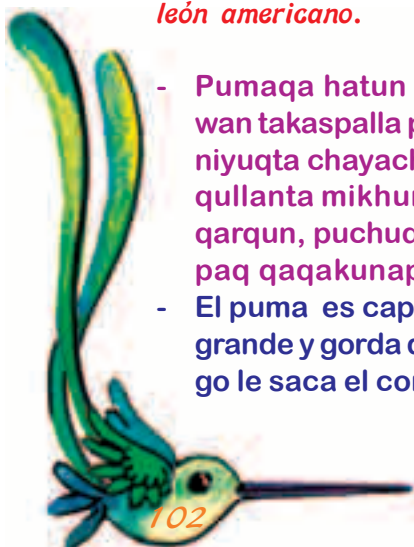 león americano.
- Pumaqa hatun
wan takaspalla p
niyuqta chayach
qullanta mikhur
qarqun, puchuq
paq qaqakunap
- El puma es cap
grande y gorda d
go le saca el cor
102